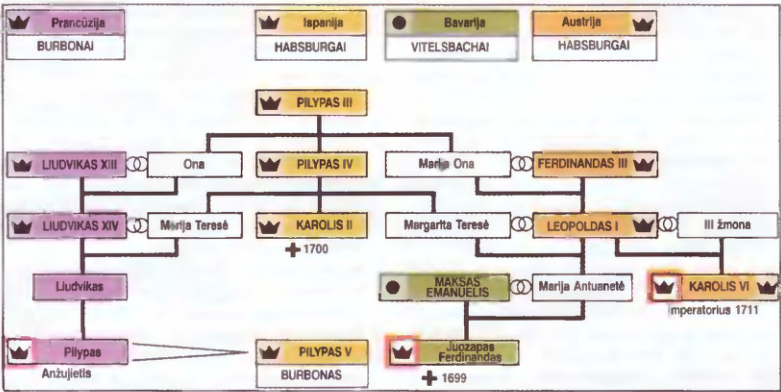 Prancūzija
BURBONAI
Ispanija
HABSBURGAI
Bavarija
VITELSBACHAI
Austrija
HABSBURGAI
PILYPAS III
LIUDVIKAS XIII
Ona
PILYPAS IV
Marija Ona
FERDINANDAS III
LIUDVIKAS XIV
Marija Teresė
KAROLIS II
Margarita Teresė
LEOPOLDAS I
III žmona
1700
Liudvikas
MAKSAS
EMANUELIS
Marija Antuanetė
KAROLIS VI
mperatorius 1711
Pilypas
Anžujietis
PILYPAS V
BURBONAS
Juozapas
Ferdinandas
1699